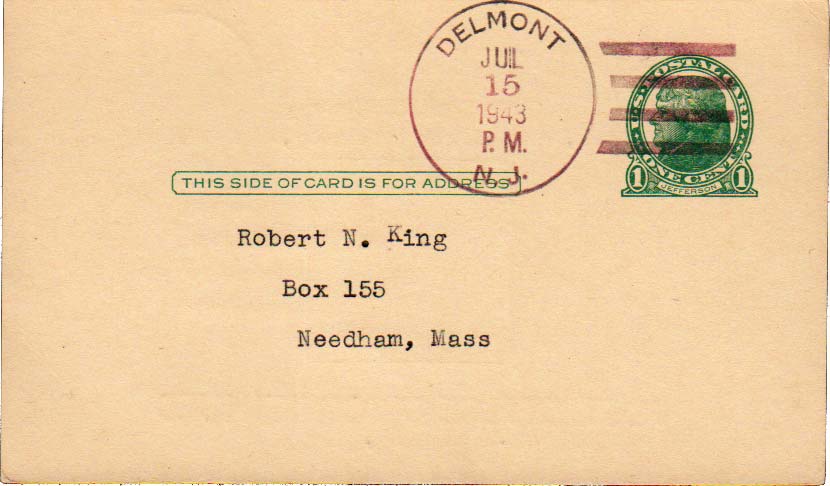 DELMONT
JUL
15
1943
P.M.
N.J.
U.S. POSTAL CARD
ONE CENT
1 JEFFERSON 1
THIS SIDE OF CARD IS FOR ADDRESS
Robert N. King
Box 155
Needham, Mass